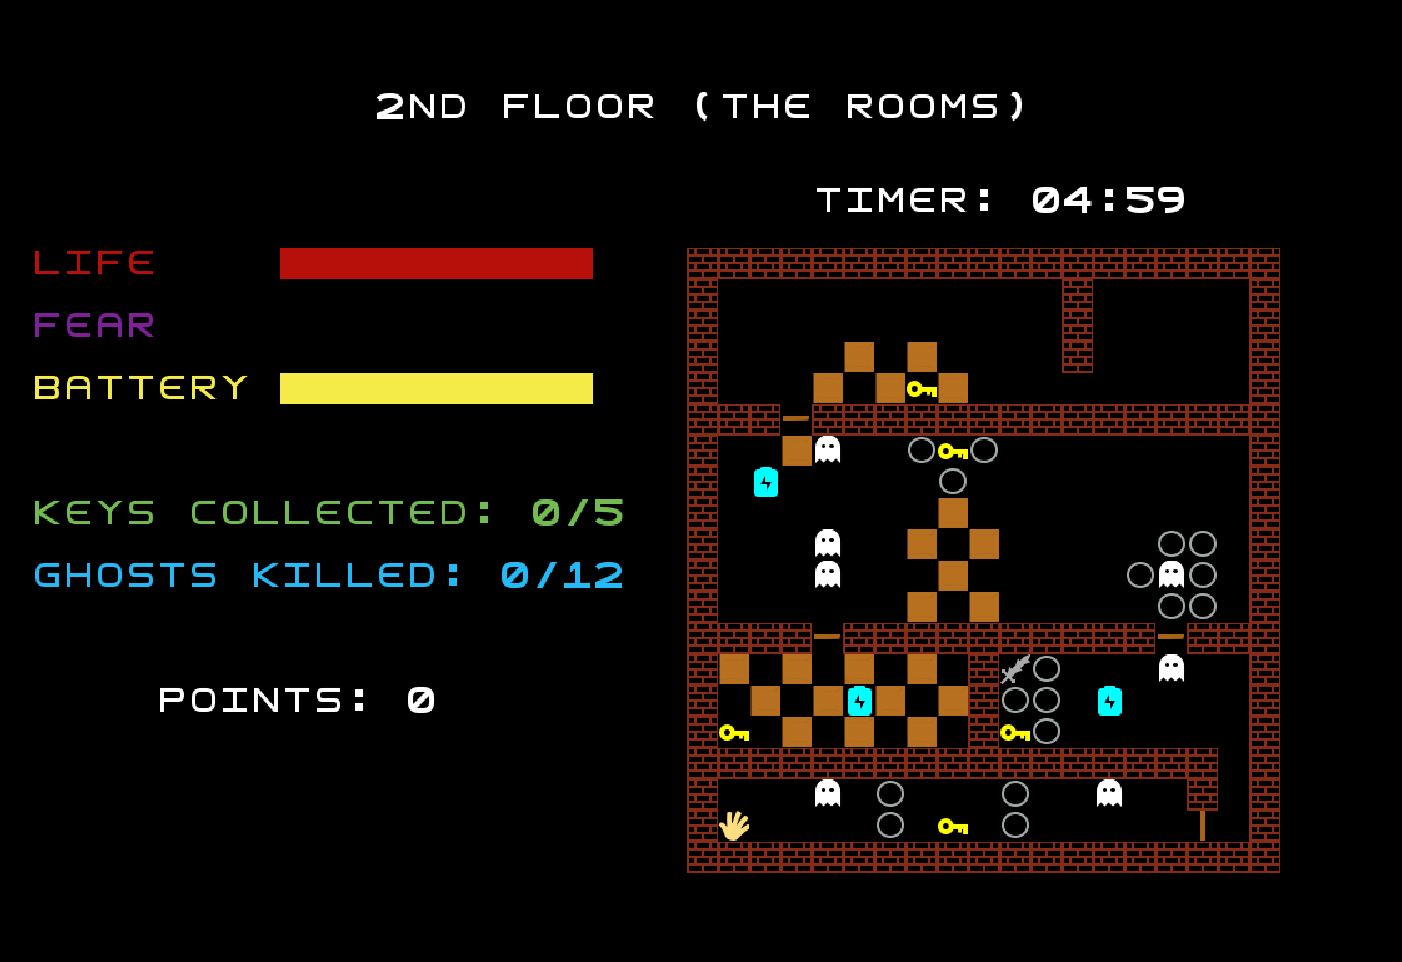 2ND FLOOR (THE ROOMS)
TIMER: 04:59
LIFE
FEAR
BATTERY
KEYS COLLECTED: 0/5
GHOSTS KILLED: 0/12
POINTS: 0